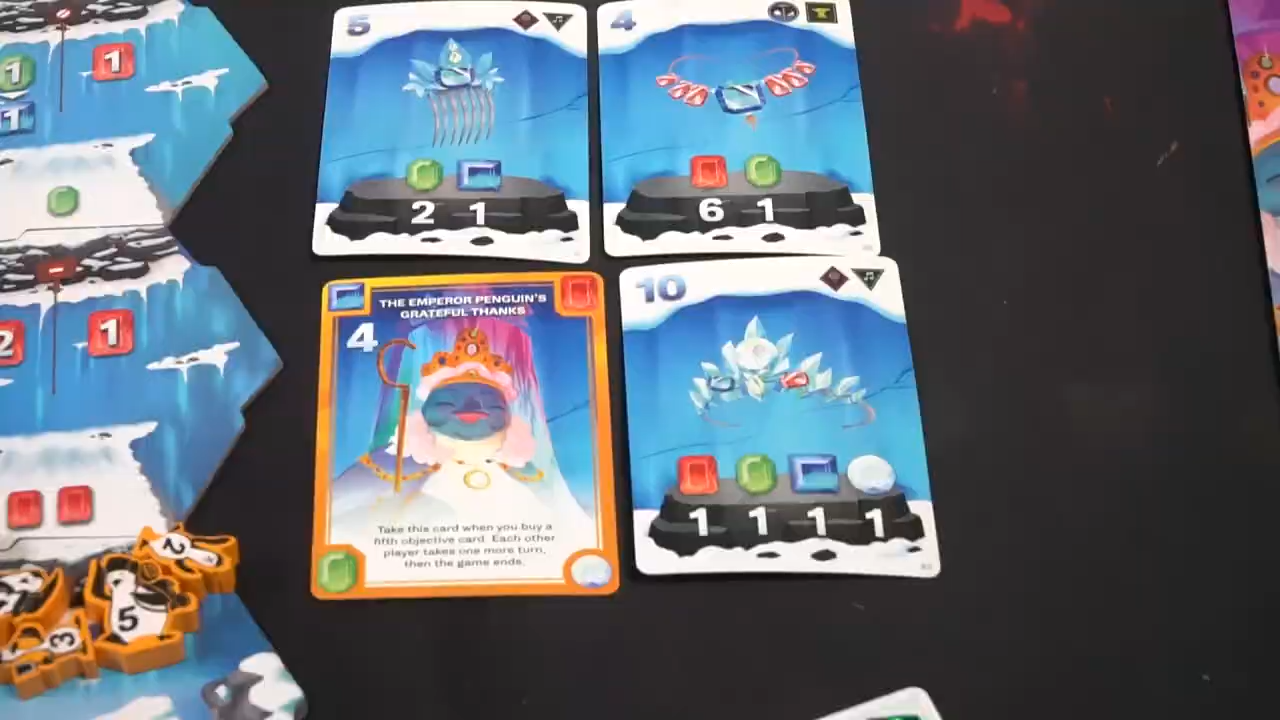 5
4
2 1
6 1
THE EMPEROR PENGUIN'S
GRATEFUL THANKS
4
Take this card when you buy a
fifth objective card. Each other
player takes one more turn,
then the game ends.
10
1 1 1 1
1 1
1
2 1
2
5
3